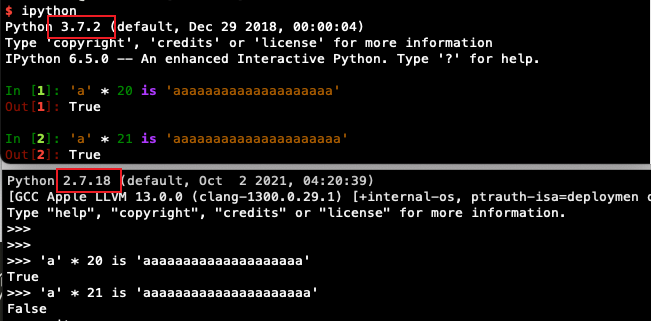 $ ipython
Python 3.7.2 (default, Dec 29 2018, 00:00:04)
Type 'copyright', 'credits' or 'license' for more information
IPython 6.5.0 -- An enhanced Interactive Python. Type '?' for help.
In [1]: 'a' * 20 is 'aaaaaaaaaaaaaaaaaaaa'
Out[1]: True
In [2]: 'a' * 21 is 'aaaaaaaaaaaaaaaaaaaaa'
Out[2]: True
Python 2.7.18 (default, Oct  2 2021, 04:20:39)
[GCC Apple LLVM 13.0.0 (clang-1300.0.29.1) [+internal-os, ptrauth-isa=deploymen o
Type "help", "copyright", "credits" or "license" for more information.
>>>
>>>
>>> 'a' * 20 is 'aaaaaaaaaaaaaaaaaaaa'
True
>>> 'a' * 21 is 'aaaaaaaaaaaaaaaaaaaaa'
False